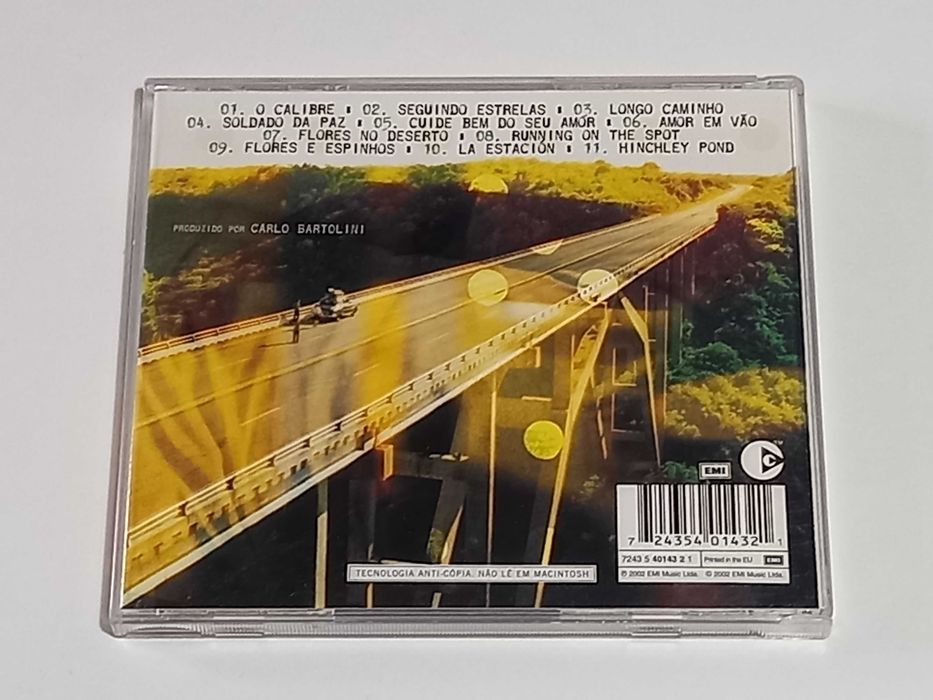 01. O CALIBRE ▪ 02. SEGUINDO ESTRELAS ▪ 03. LONGO CAMINHO
04. SOLDADO DA PAZ ▪ 05. CUIDE BEM DO SEU AMOR ▪ 06. AMOR EM VÃO
07. FLORES NO DESERTO ▪ 08. RUNNING ON THE SPOT
09. FLORES E ESPINHOS ▪ 10. LA ESTACIÓN ▪ 11. HINCHLEY POND
PRODUZIDO POR CARLO BARTOLINI
EMI
TM
7 24354 01432 1
7243 5 40143 2 1 Printed in the EU EMI
℗ 2002 EMI Music Ltda. © 2002 EMI Music Ltda.
TECNOLOGIA ANTI-CÓPIA. NÃO LÊ EM MACINTOSH